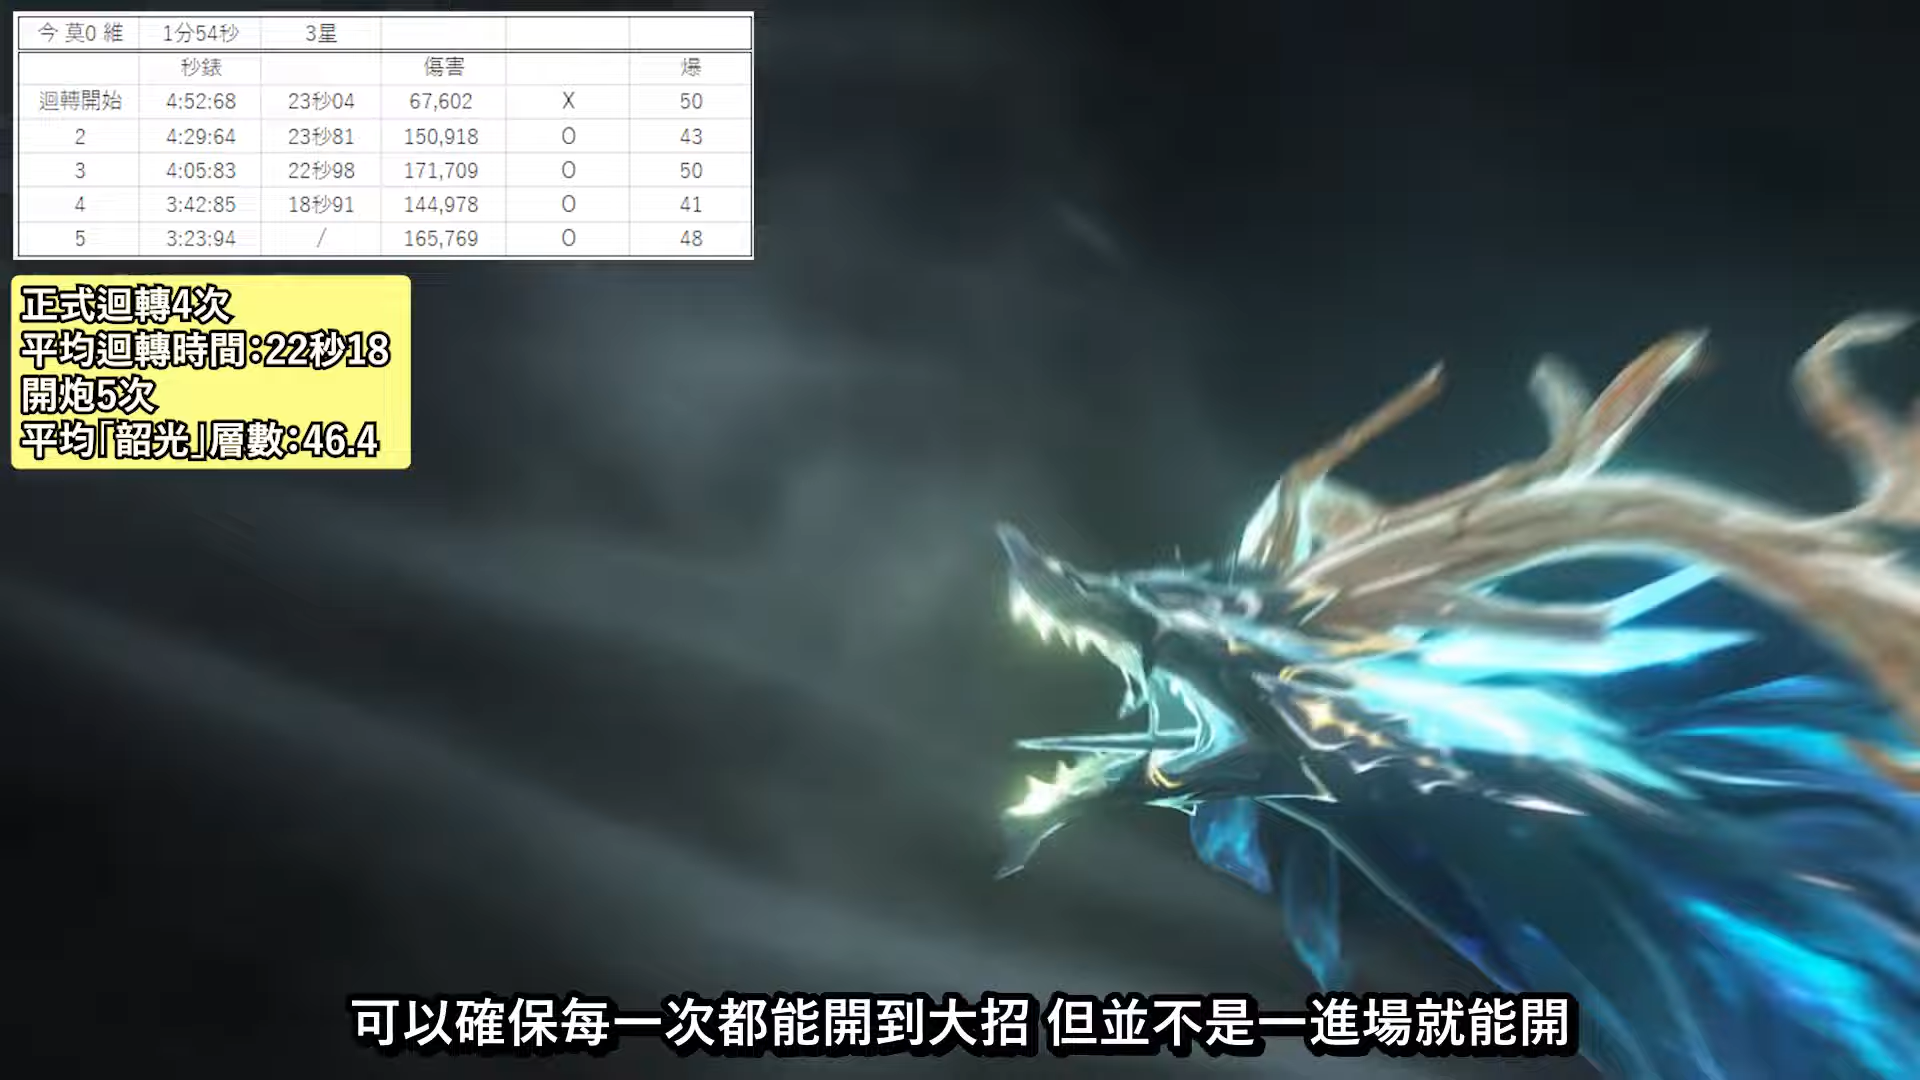 今 莫0 維 1分54秒 3星
秒錶 傷害 爆
迴轉開始 4:52:68 23秒04 67,602 X 50
2 4:29:64 23秒81 150,918 O 43
3 4:05:83 22秒98 171,709 O 50
4 3:42:85 18秒91 144,978 O 41
5 3:23:94 / 165,769 O 48
正式迴轉4次
平均迴轉時間:22秒18
開炮5次
平均「韶光」層數:46.4
可以確保每一次都能開到大招 但並不是一進場就能開